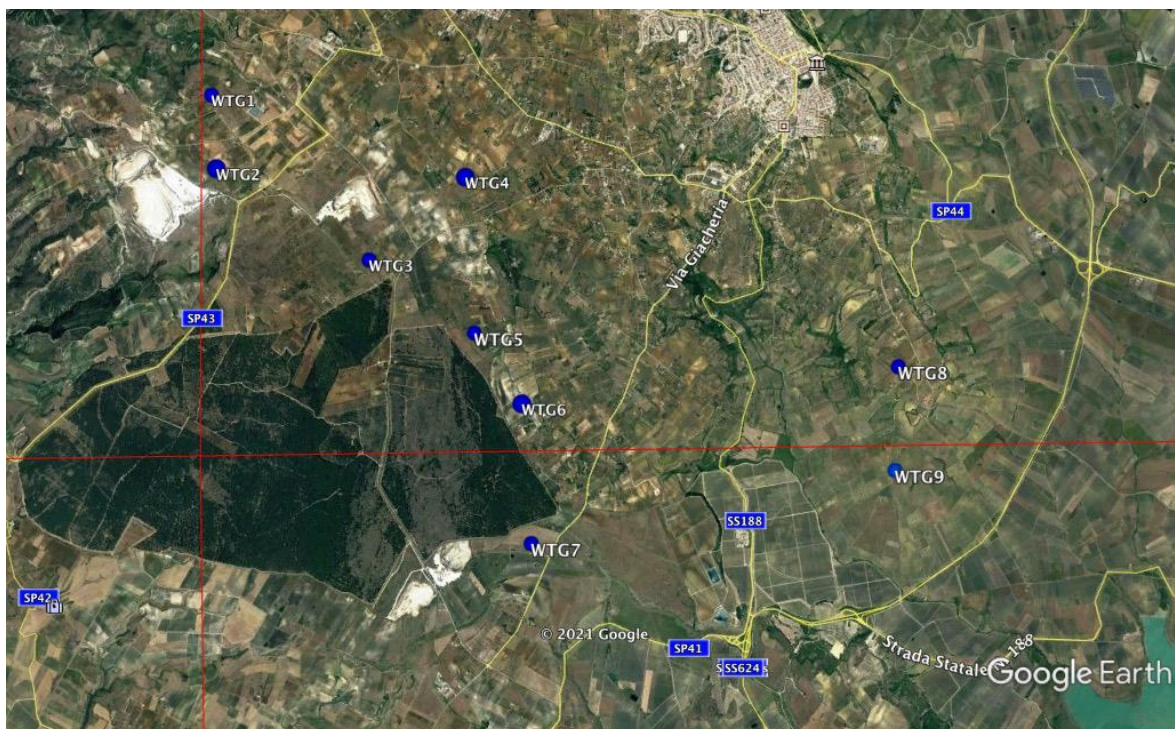 WTG1
WTG2
WTG4
SP44
Via Giacheria
WTG3
SP43
WTG5
WTG8
WTG6
WTG9
SS188
WTG7
SP42
© 2021 Google
SP41
Strada Statale
188
SS624
Google Earth